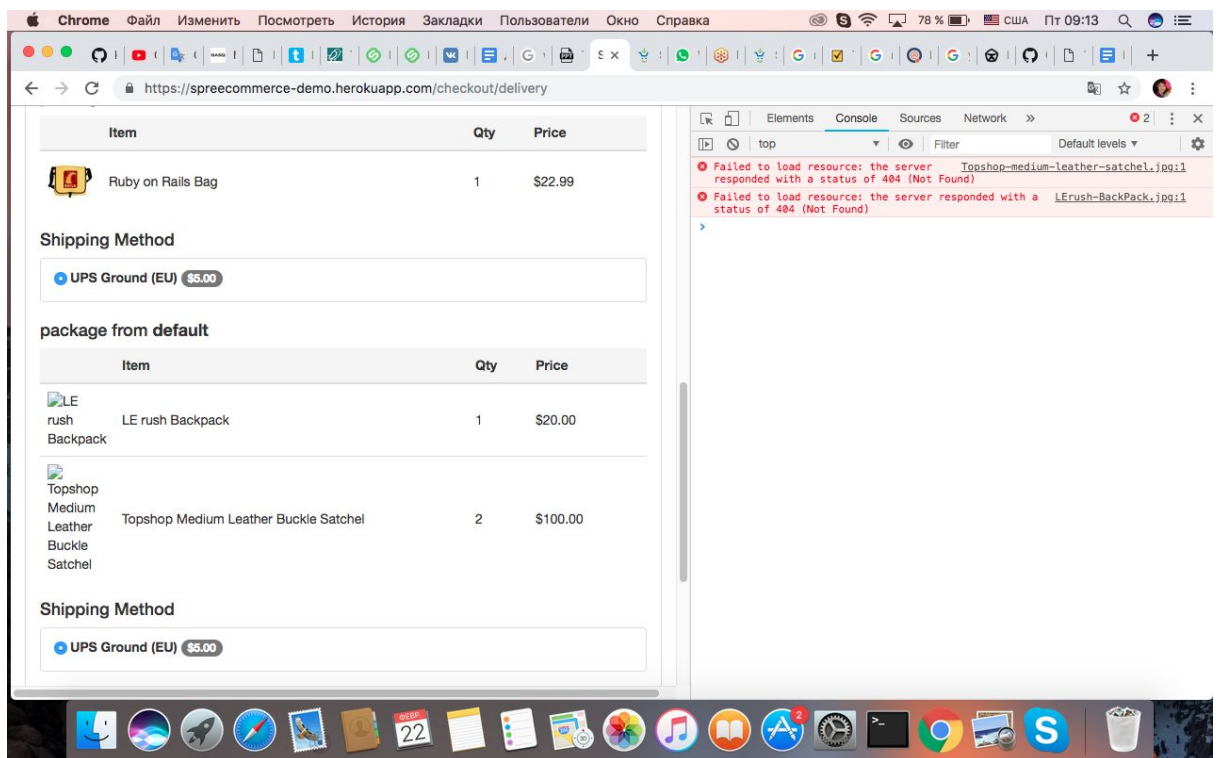 Chrome Файл Изменить Посмотреть История Закладки Пользователи Окно Справка 78 % США Пт 09:13
https://spreecommerce-demo.herokuapp.com/checkout/delivery
Item Qty Price
Ruby on Rails Bag 1 $22.99
Shipping Method
UPS Ground (EU) $5.00
package from default
Item Qty Price
LE
rush
Backpack
LE rush Backpack 1 $20.00
Topshop
Medium
Leather
Buckle
Satchel
Topshop Medium Leather Buckle Satchel 2 $100.00
Shipping Method
UPS Ground (EU) $5.00
Elements Console Sources Network » 2
top Filter Default levels ▼
Failed to load resource: the server Topshop-medium-leather-satchel.jpg:1
responded with a status of 404 (Not Found)
Failed to load resource: the server responded with a LErush-BackPack.jpg:1
status of 404 (Not Found)
ФЕВР
22
2